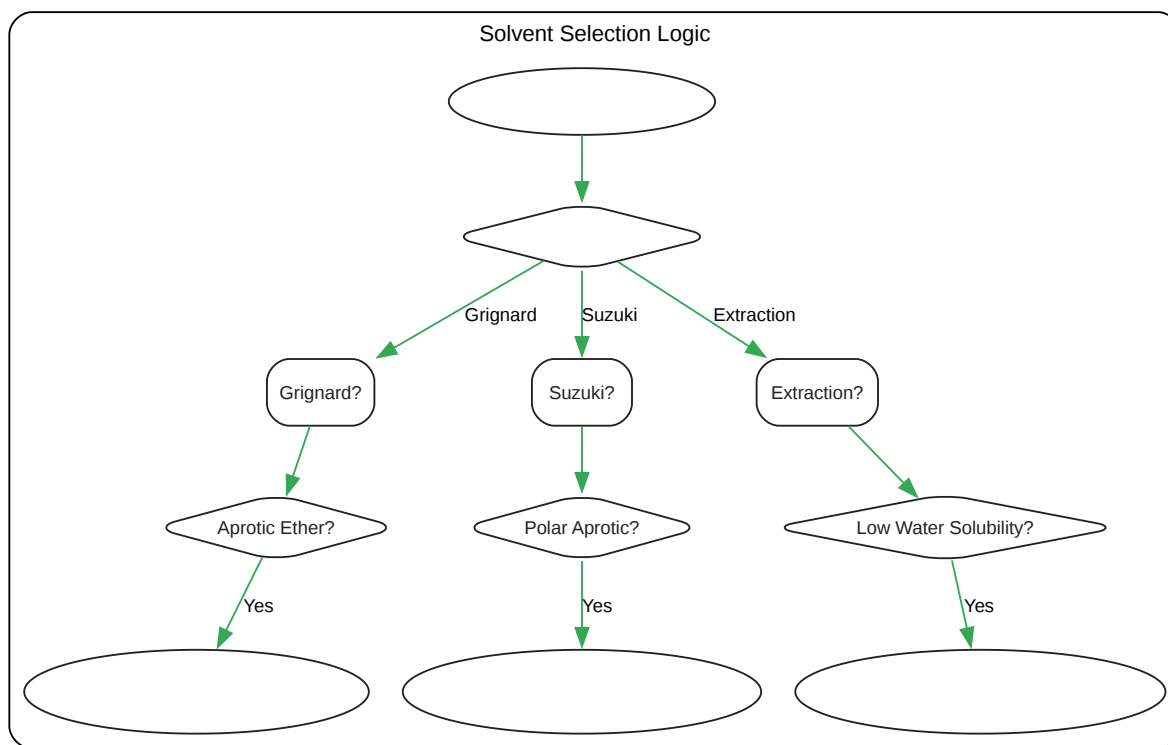 Solvent Selection Logic
Grignard
Suzuki
Extraction
Grignard?
Suzuki?
Extraction?
Aprotic Ether?
Polar Aprotic?
Low Water Solubility?
Yes
Yes
Yes